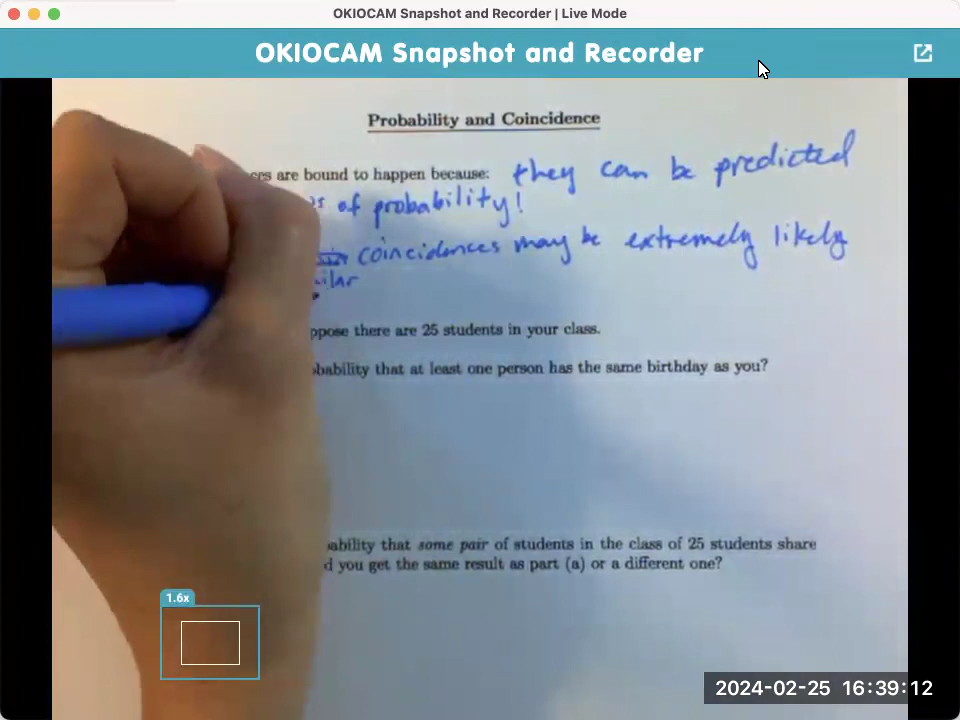 OKIOCAM Snapshot and Recorder | Live Mode
OKIOCAM Snapshot and Recorder
Probability and Coincidence
ces are bound to happen because: they can be predicted
of probability!
coincidences may be extremely likely
ilar
ppose there are 25 students in your class.
bability that at least one person has the same birthday as you?
ability that some pair of students in the class of 25 students share
d you get the same result as part (a) or a different one?
1.6x
2024-02-25 16:39:12